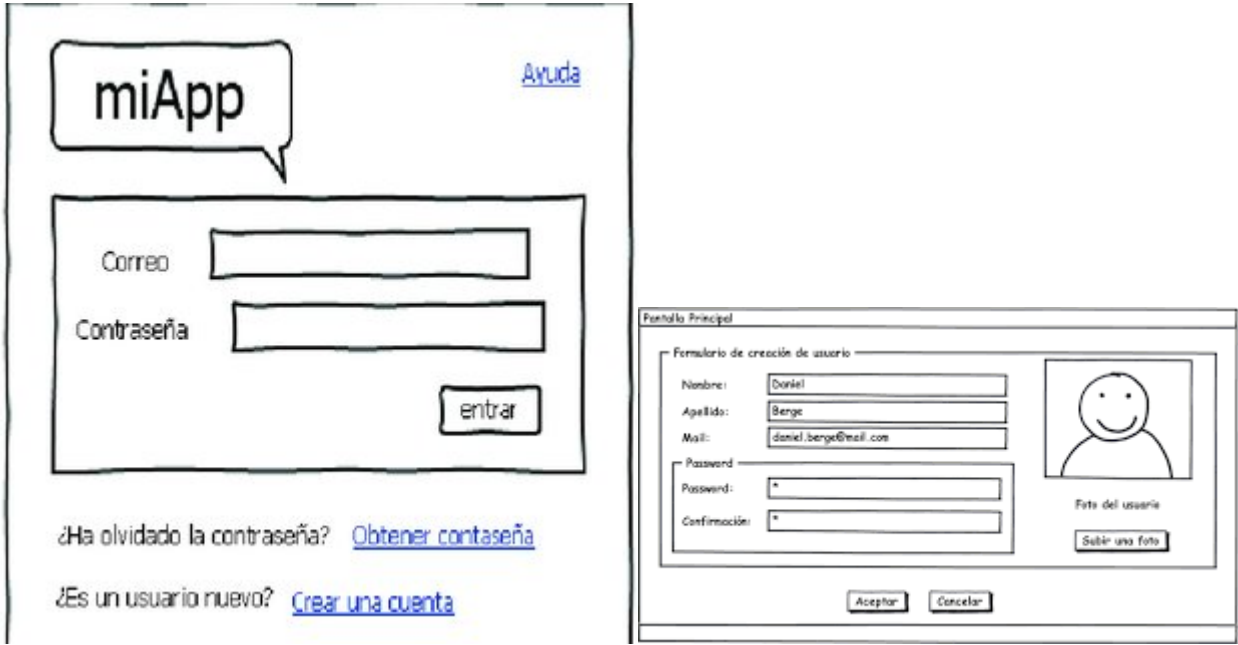 miApp
Ayuda
Correo
Contraseña
entrar
¿Ha olvidado la contraseña? Obtener contaseña
¿Es un usuario nuevo? Crear una cuenta
Pantalla Principal
Formulario de creación de usuario
Nombre: Daniel
Apellido: Berge
Mail: daniel.berge@mail.com
Password
Password: *
Confirmación: *
Foto del usuario
Subir una foto
Aceptar Cancelar